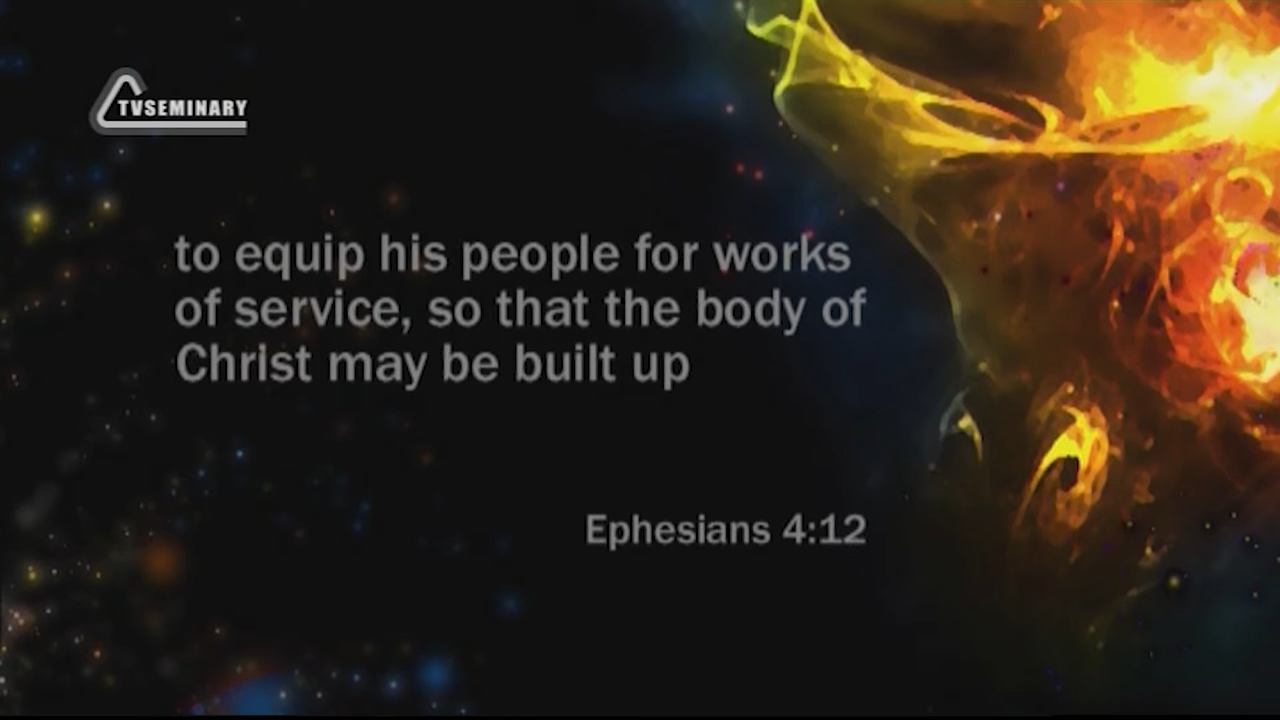 TVSEMINARY
to equip his people for works
of service, so that the body of
Christ may be built up
Ephesians 4:12